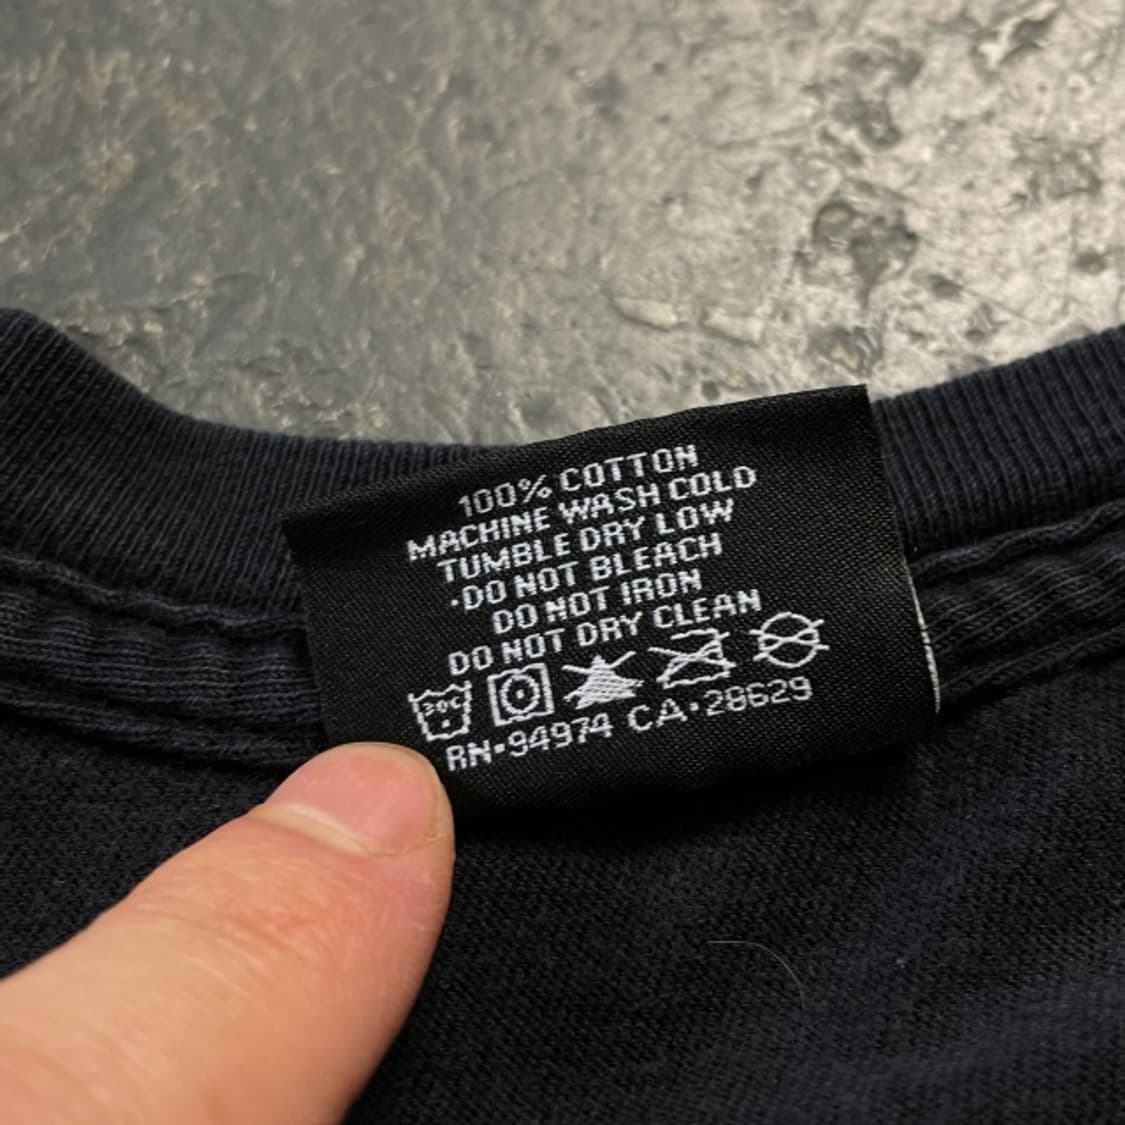 100% COTTON
MACHINE WASH COLD
TUMBLE DRY LOW
·DO NOT BLEACH
DO NOT IRON
DO NOT DRY CLEAN
30C
RN·94974 CA·28629